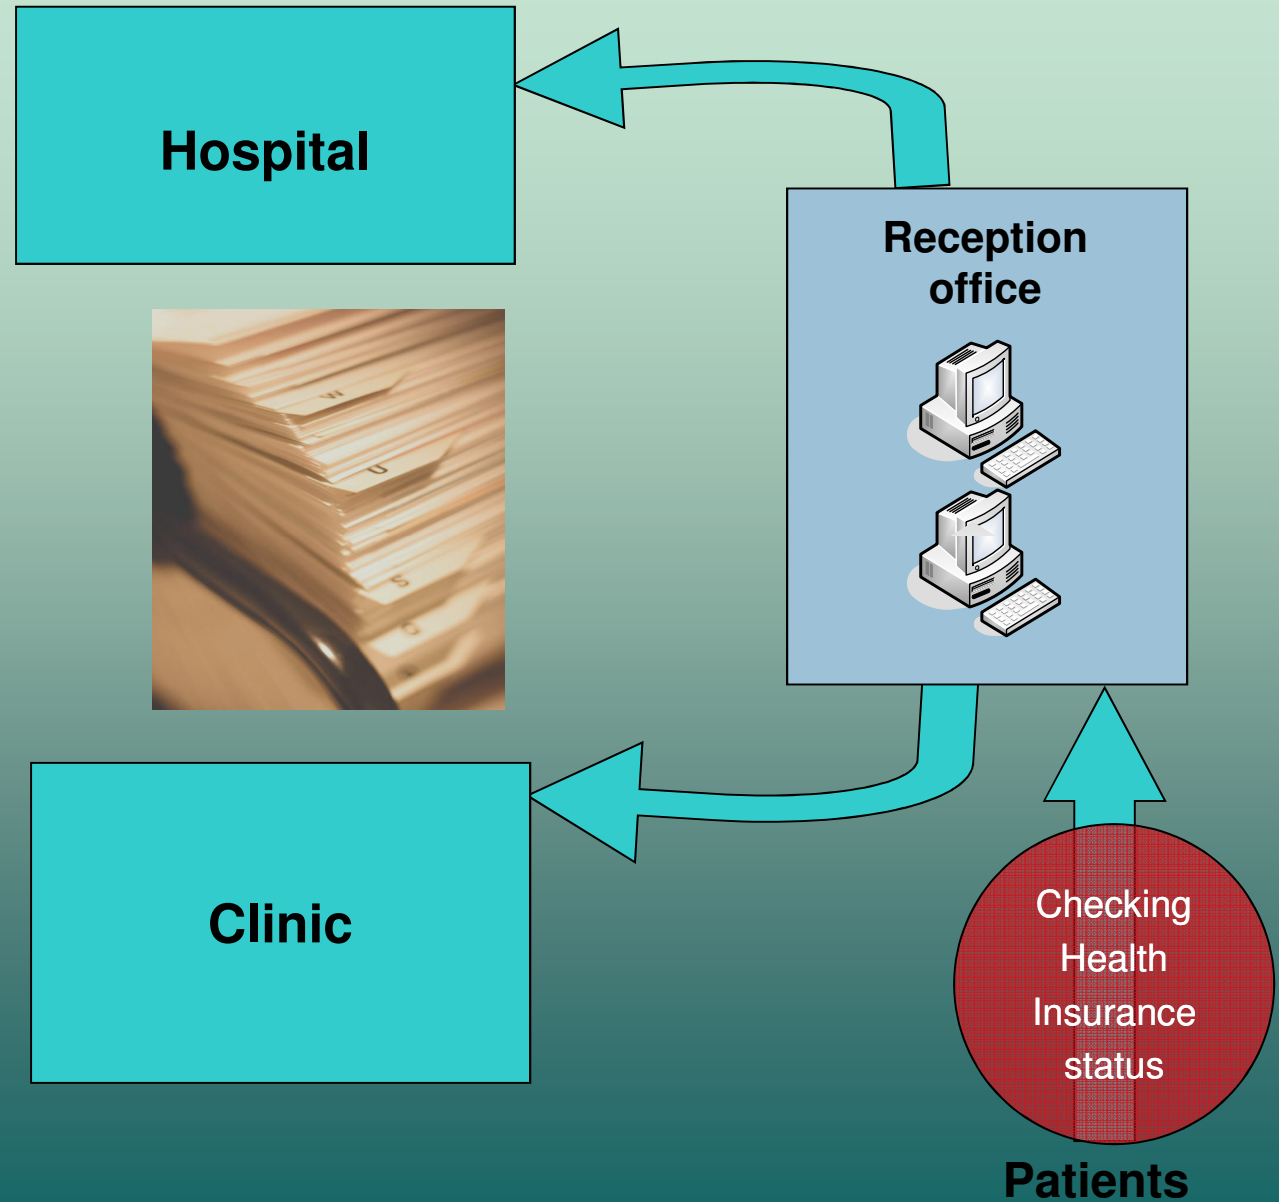 Hospital
Reception
office
W
U
S
Clinic
Checking
Health
Insurance
status
Patients